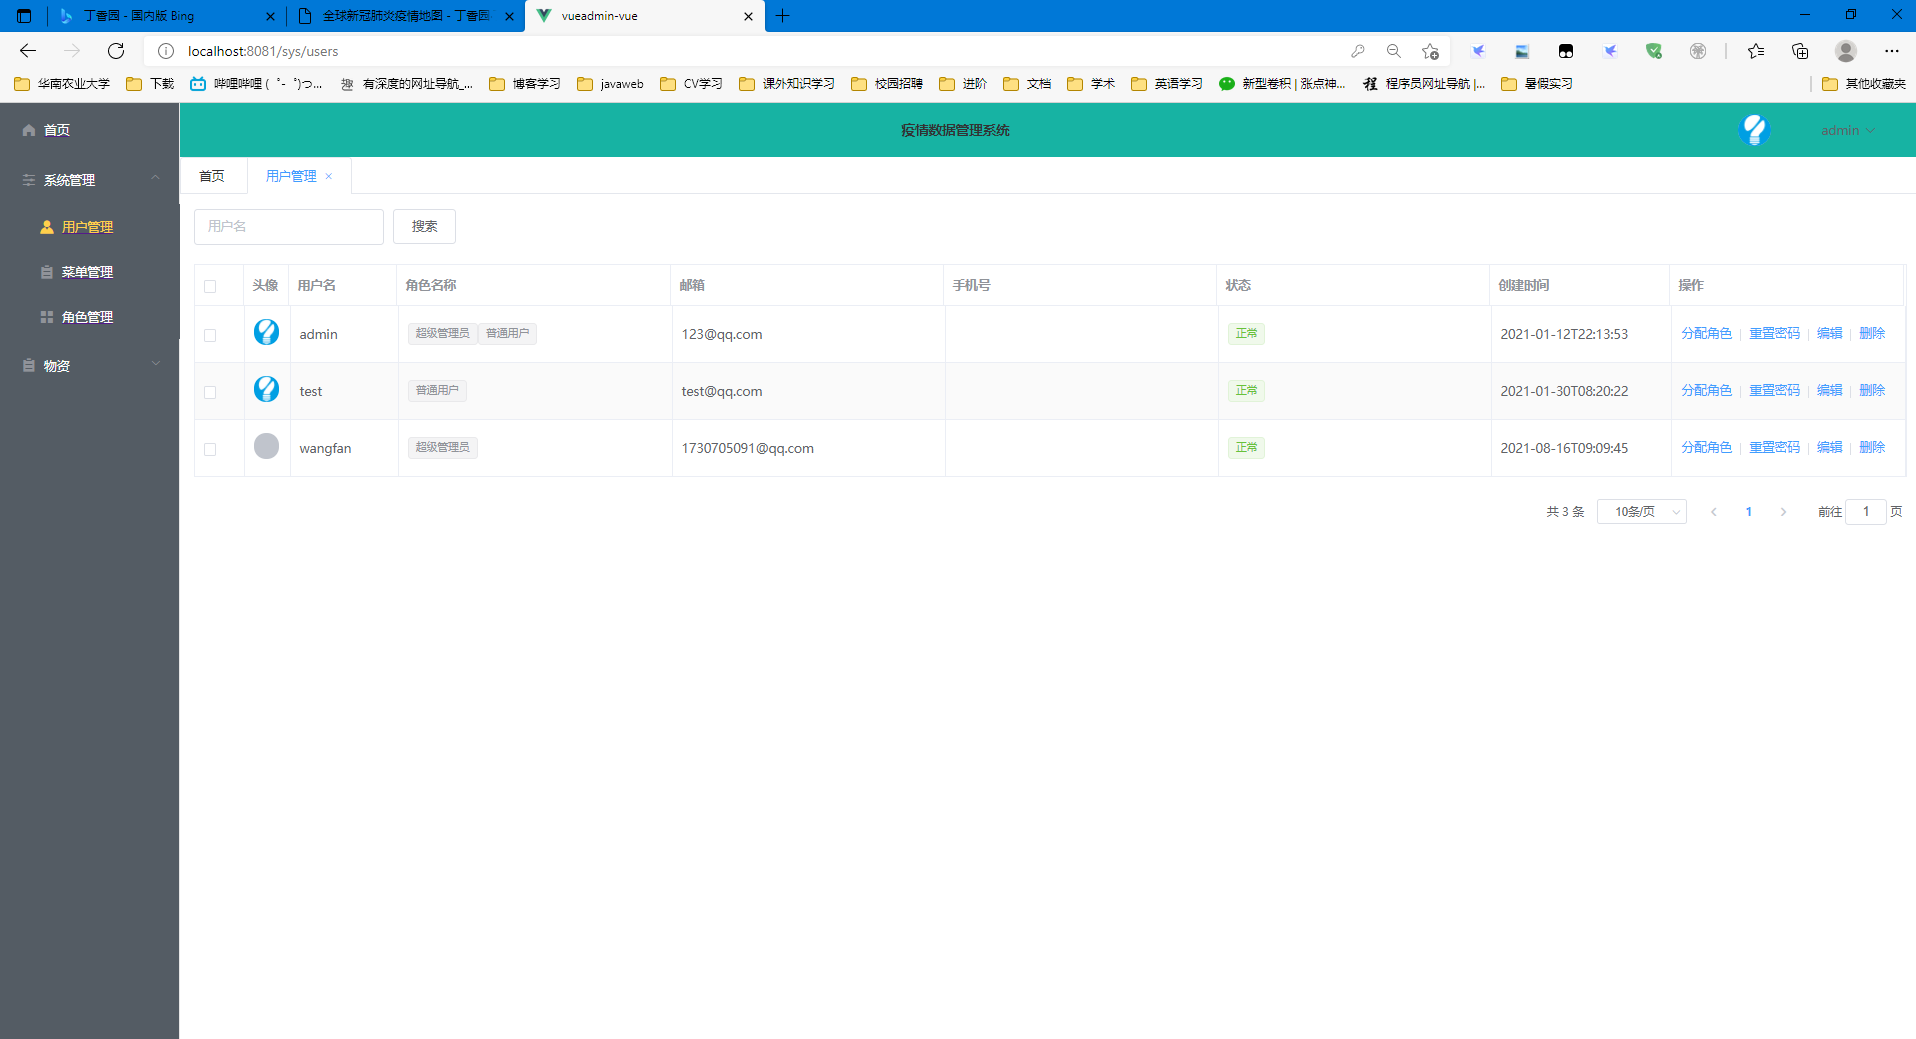 丁香园 - 国内版 Bing
全球新冠肺炎疫情地图 - 丁香园
vueadmin-vue
localhost:8081/sys/users
华南农业大学 下载 哔哩哔哩 ( ゜- ゜)つ... 有深度的网址导航_... 博客学习 javaweb CV学习 课外知识学习 校园招聘 进阶 文档 学术 英语学习 新型卷积 | 涨点神... 程序员网址导航 |... 暑假实习 其他收藏夹
首页
系统管理
用户管理
菜单管理
角色管理
物资
疫情数据管理系统
admin
首页 用户管理
用户名 搜索
头像 用户名 角色名称 邮箱 手机号 状态 创建时间 操作
admin 超级管理员 普通用户 123@qq.com 正常 2021-01-12T22:13:53 分配角色 重置密码 编辑 删除
test 普通用户 test@qq.com 正常 2021-01-30T08:20:22 分配角色 重置密码 编辑 删除
wangfan 超级管理员 1730705091@qq.com 正常 2021-08-16T09:09:45 分配角色 重置密码 编辑 删除
共 3 条 10条/页 1 前往 1 页